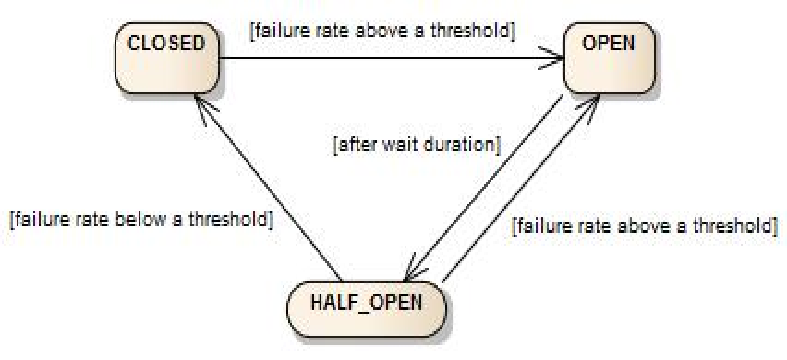 [failure rate above a threshold]
CLOSED
OPEN
[after wait duration]
[failure rate below a threshold]
[failure rate above a threshold]
HALF_OPEN